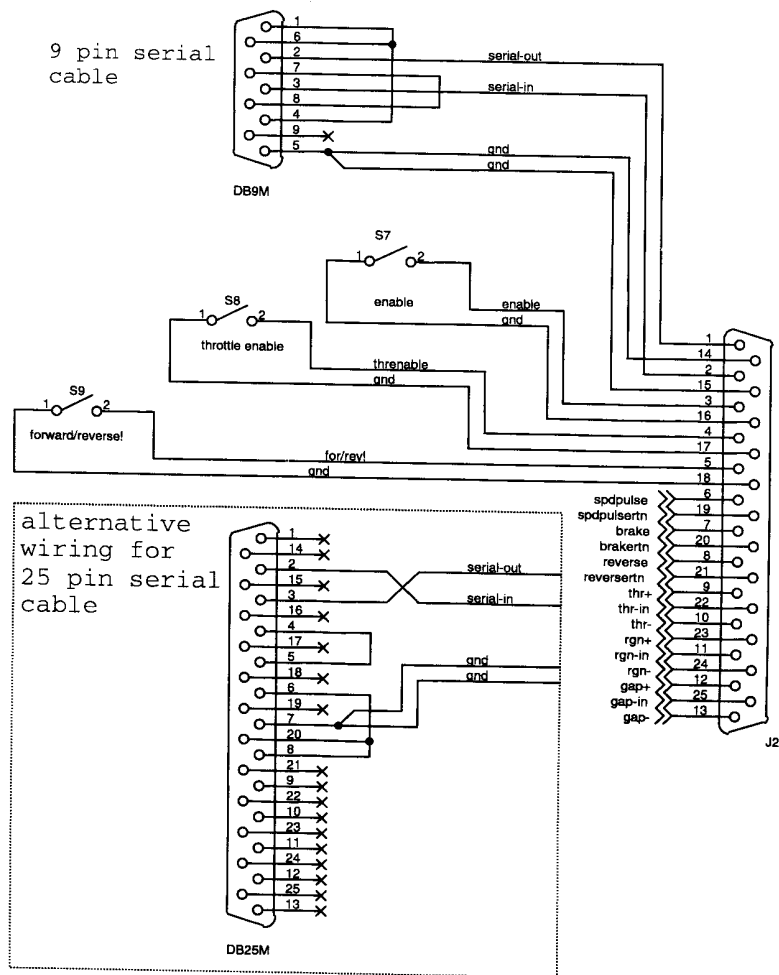 9 pin serial
cable
1
6
2
7
3
8
4
9
5
DB9M
serial-out
serial-in
gnd
gnd
S7
1 2
enable
enable
gnd
S8
1 2
throttle enable
threnable
gnd
S9
1 2
forward/reverse!
for/rev!
gnd
1
14
2
15
3
16
4
17
5
18
spdpulse 6
spdpulsertn 19
brake 7
brakertn 20
reverse 8
reversertn 21
thr+ 9
thr-in 22
thr- 10
rgn+ 23
rgn-in 11
rgn- 24
gap+ 12
gap-in 25
gap- 13
J2
alternative
wiring for
25 pin serial
cable
1
14
2
15
3
16
4
17
5
18
6
19
7
20
8
21
9
22
10
23
11
24
12
25
13
serial-out
serial-in
gnd
gnd
DB25M